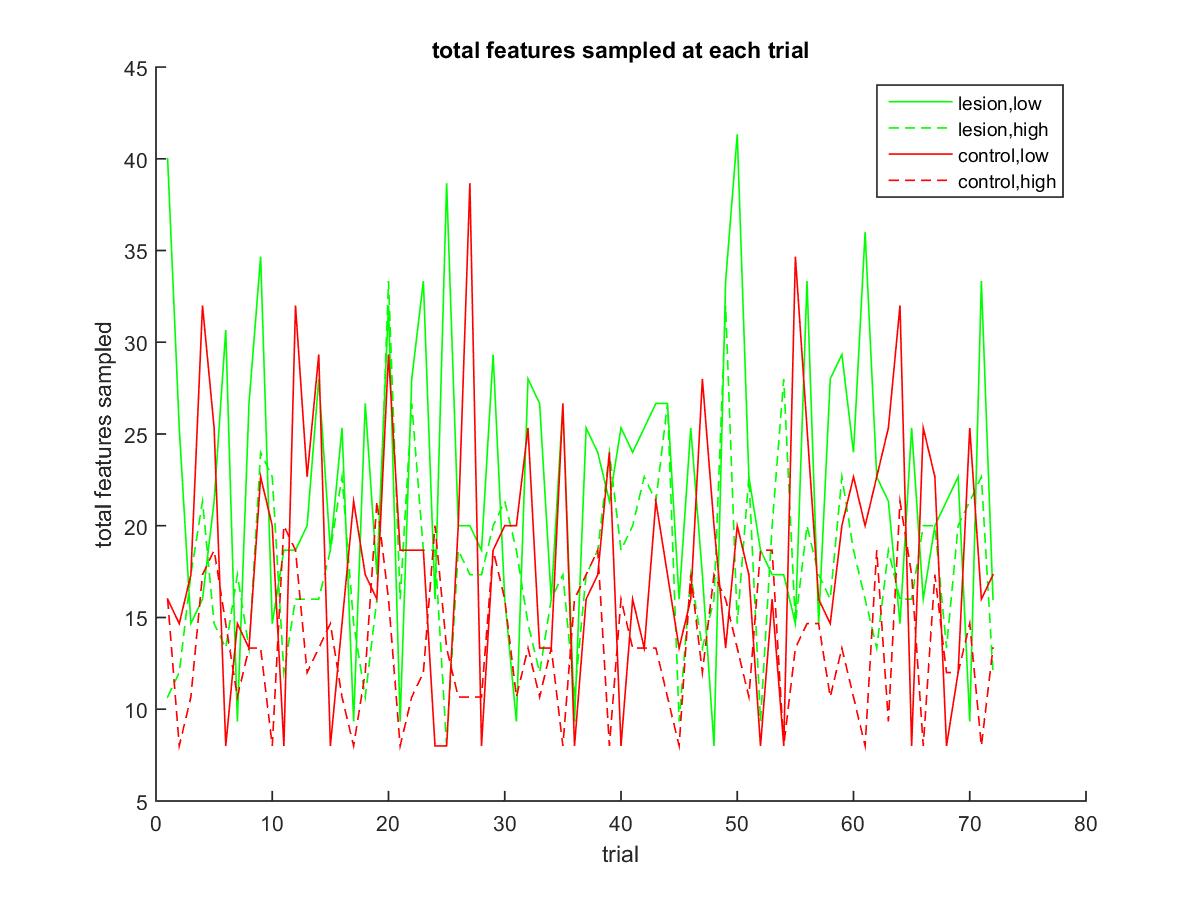 total features sampled at each trial
45
40
35
30
25
20
15
10
5
total features sampled
0 10 20 30 40 50 60 70 80
trial
lesion,low
lesion,high
control,low
control,high